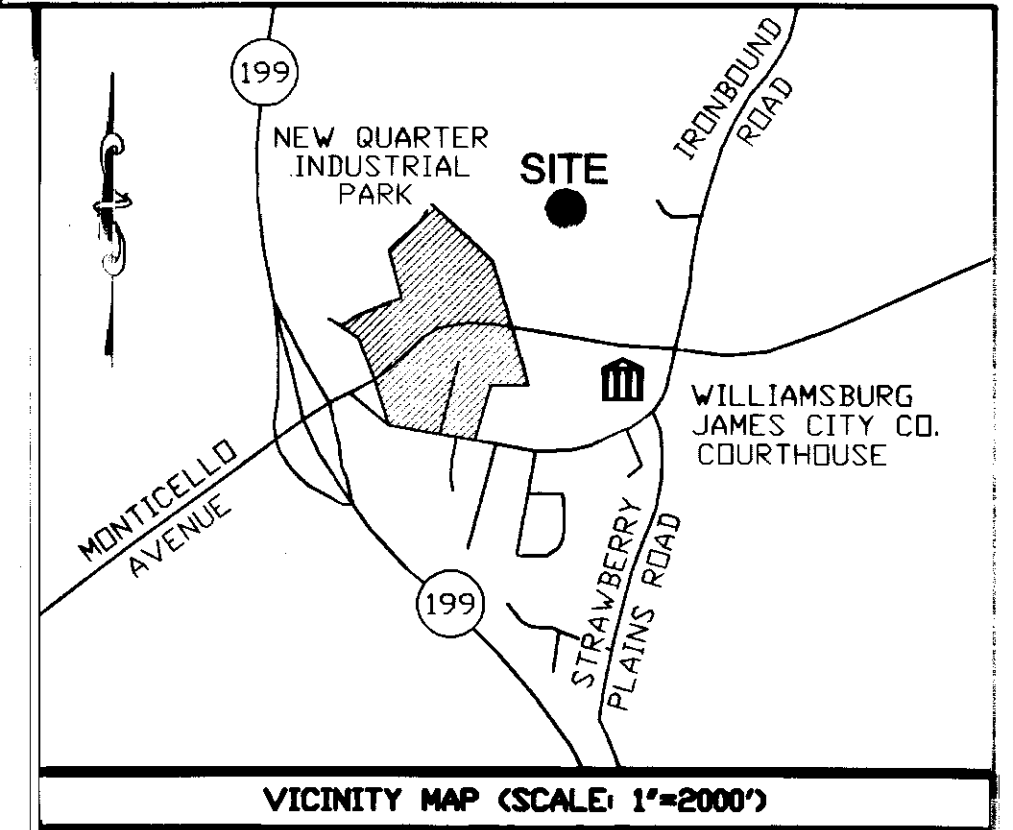 199
NEW QUARTER
INDUSTRIAL
PARK
SITE
IRONBOUND
ROAD
WILLIAMSBURG
JAMES CITY CO.
COURTHOUSE
MONTICELLO
AVENUE
199
STRAWBERRY
PLAINS ROAD
VICINITY MAP (SCALE: 1"=2000')